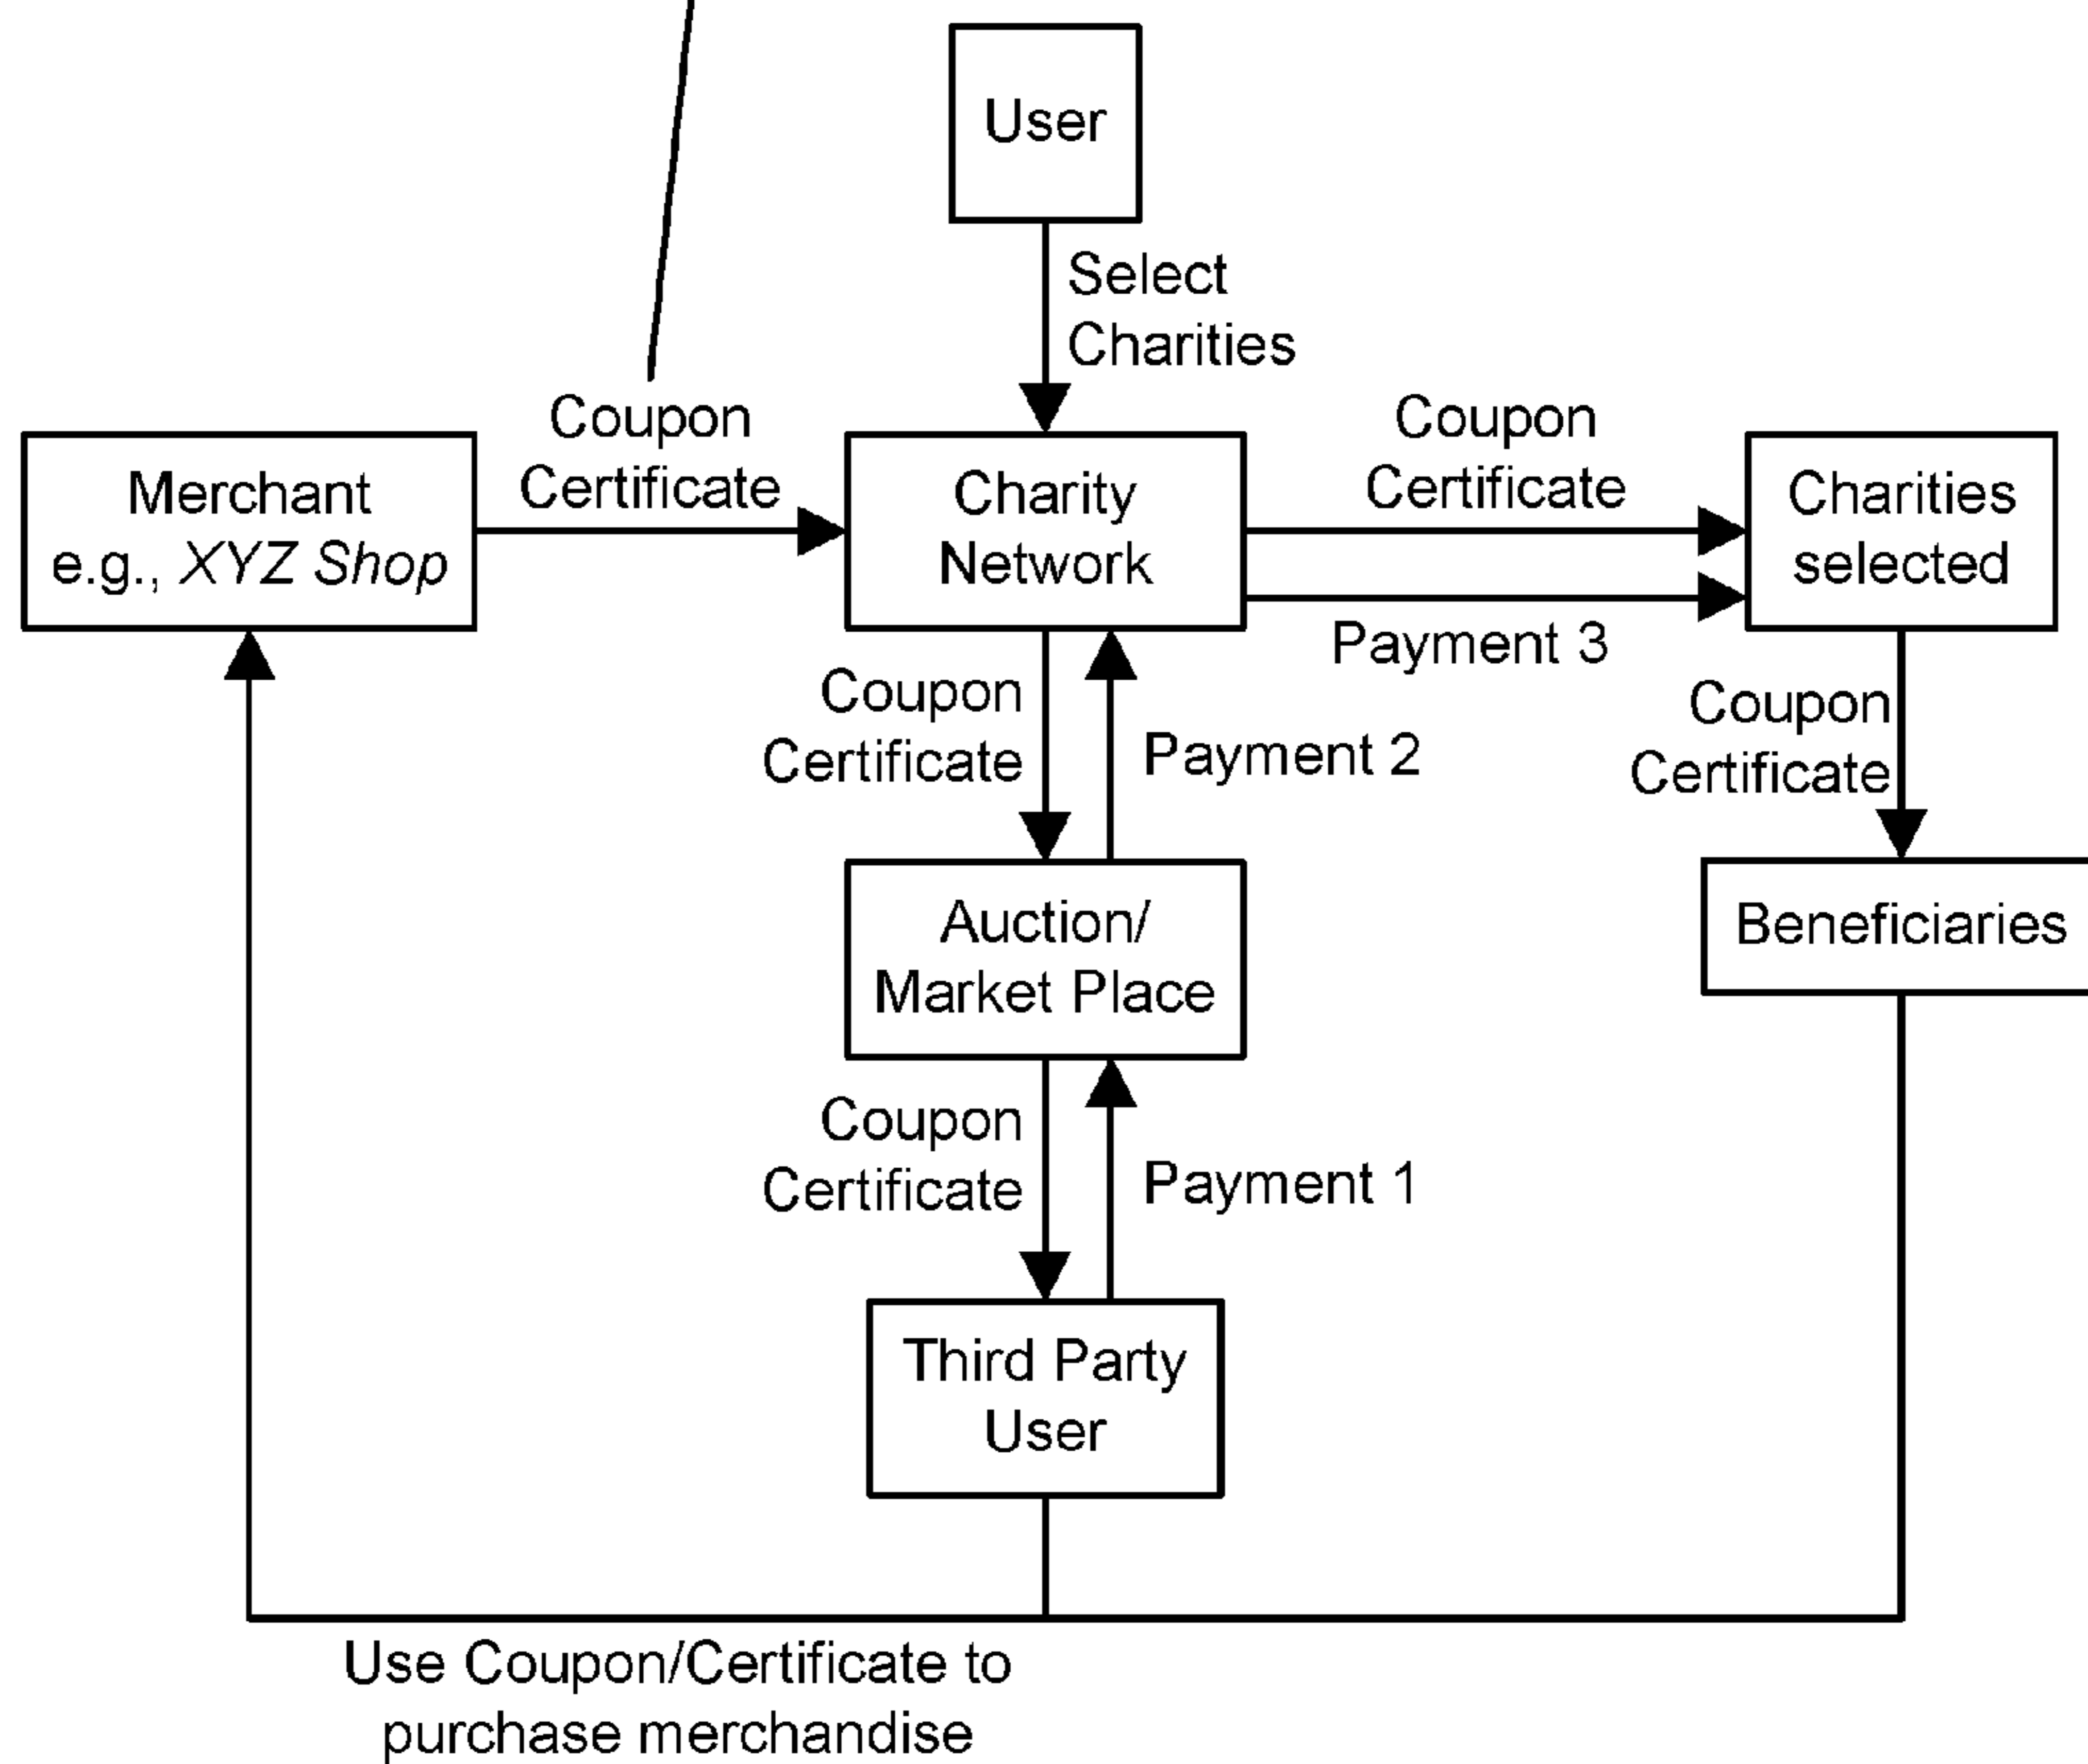 User
Select
Charities
Coupon
Certificate
Coupon
Certificate
Merchant
e.g., XYZ Shop
Charity
Network
Charities
selected
Payment 3
Coupon
Certificate
Payment 2
Coupon
Certificate
Auction/
Market Place
Beneficiaries
Coupon
Certificate
Payment 1
Third Party
User
Use Coupon/Certificate to
purchase merchandise